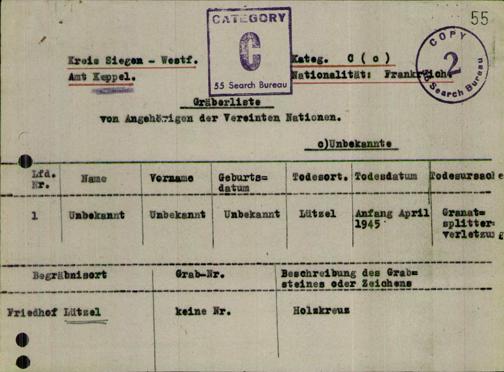 55
CATEGORY
C
55 Search Bureau
COPY
2
55 Search Bureau
Kreis Siegen - Westf.
Kateg. C ( c )
Amt Keppel.
Nationalität: Frankreich
Gräberliste
von Angehörigen der Vereinten Nationen.
c)Unbekannte
Lfd. Nr. Name Vorname Geburts= datum Todesort. Todesdatum Todesursache
1 Unbekannt Unbekannt Unbekannt Lützel Anfang April 1945 Granat= splitter= verletzung
Begräbnisort Grab-Nr. Beschreibung des Grab= steines oder Zeichens
Friedhof Lützel keine Nr. Holzkreuz